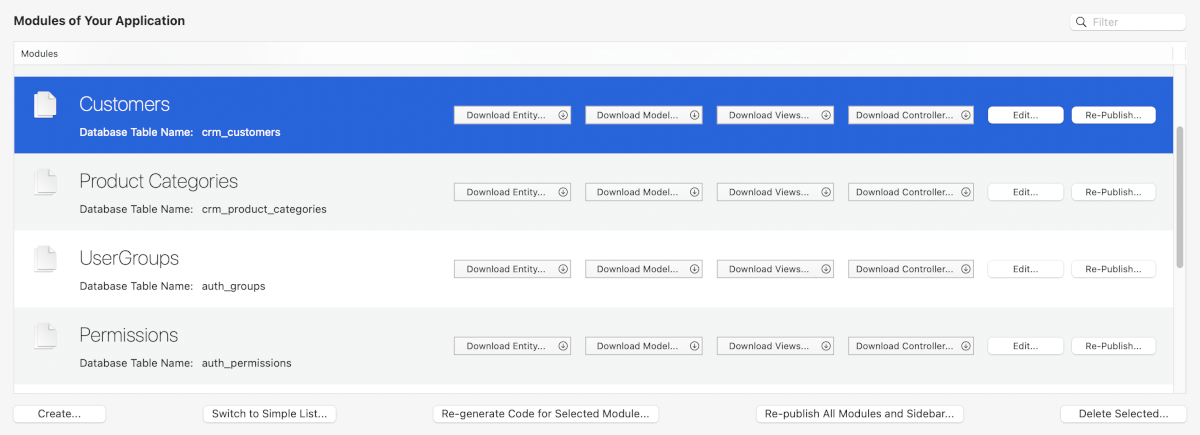 Modules of Your Application
Filter
Modules
Customers
Database Table Name: crm_customers
Download Entity... Download Model... Download Views... Download Controller... Edit... Re-Publish...
Product Categories
Database Table Name: crm_product_categories
Download Entity... Download Model... Download Views... Download Controller... Edit... Re-Publish...
UserGroups
Database Table Name: auth_groups
Download Entity... Download Model... Download Views... Download Controller... Edit... Re-Publish...
Permissions
Database Table Name: auth_permissions
Download Entity... Download Model... Download Views... Download Controller... Edit... Re-Publish...
Create... Switch to Simple List... Re-generate Code for Selected Module... Re-publish All Modules and Sidebar... Delete Selected...